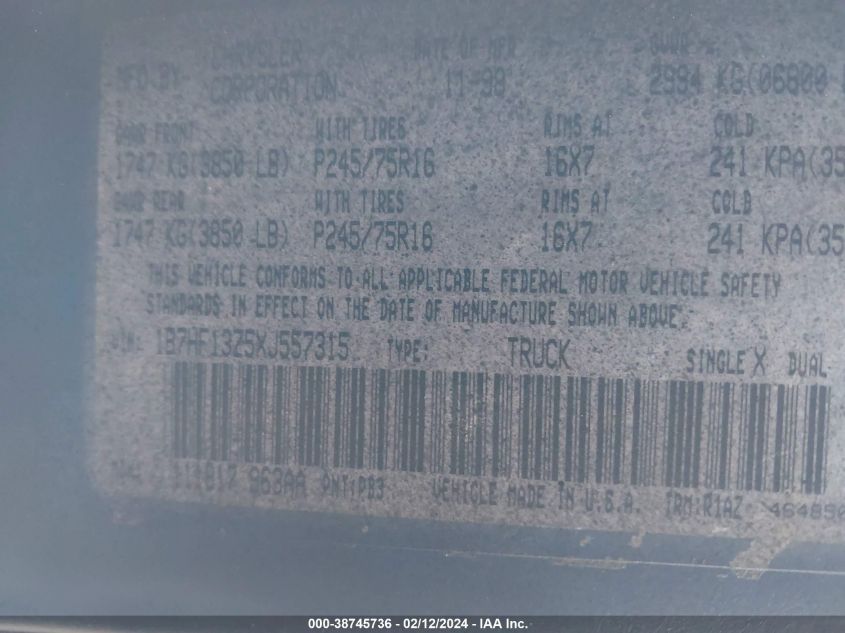 CHRYSLER DATE OF MFR GVWR
MFD BY CORPORATION 11-98 2994 KG(06800
GAWR FRONT WITH TIRES RIMS AT COLD
1747 KG(3850 LB) P245/75R16 16X7 241 KPA(35
GAWR REAR WITH TIRES RIMS AT COLD
1747 KG(3850 LB) P245/75R16 16X7 241 KPA(35
THIS VEHICLE CONFORMS TO ALL APPLICABLE FEDERAL MOTOR VEHICLE SAFETY
STANDARDS IN EFFECT ON THE DATE OF MANUFACTURE SHOWN ABOVE.
VIN: 1B7HF13Z5XJ557315 TYPE: TRUCK SINGLE X DUAL
963AA PNT:PB3 VEHICLE MADE IN U.S.A. TRM:R1AZ 464890
000-38745736 - 02/12/2024 - IAA Inc.